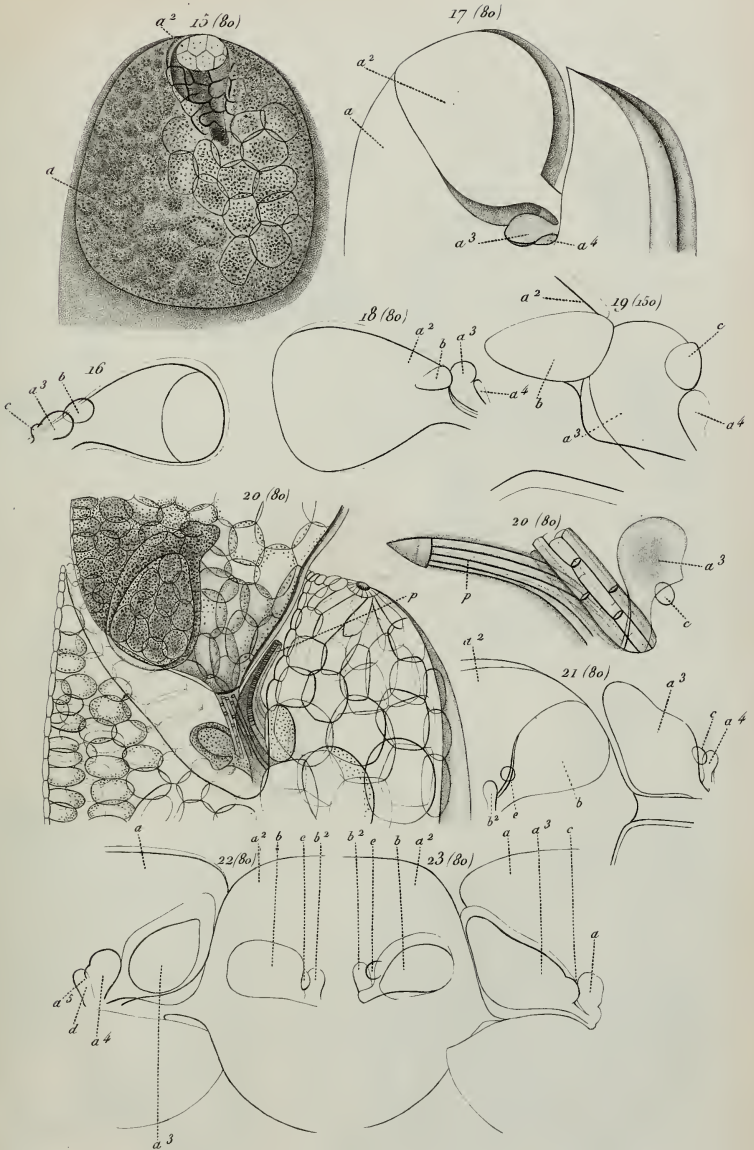 a² 15 (80)
a
17 (80)
a²
a
a³ a⁴
16
c a³ b
18 (80)
a² b a³ a⁴
19 (150)
a² b c a³ a⁴
20 (80)
p
20 (80)
p a³ c
21 (80)
a² b² e b a³ c a⁴
a a² b e b² b² e b a² a a³ c
22 (80) 23 (80)
a
a⁵ d a⁴
a³